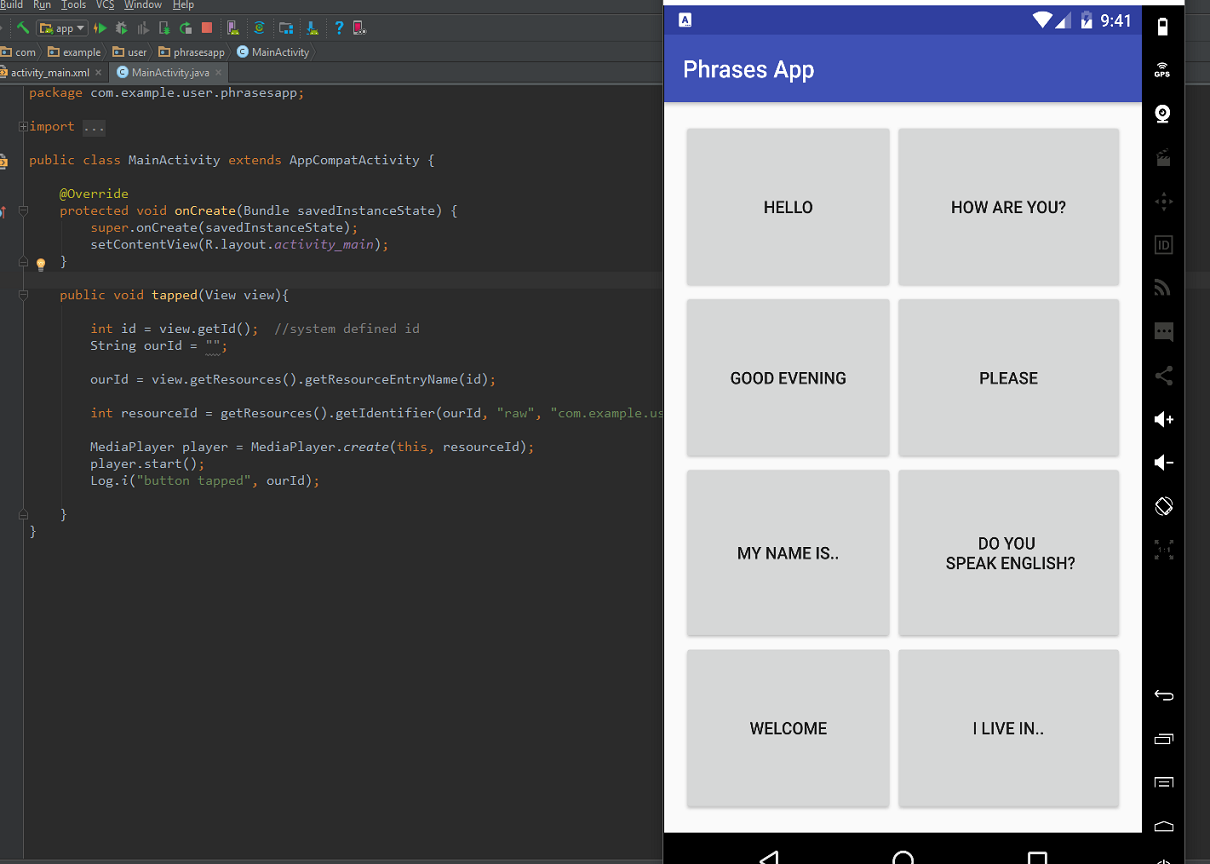 Build Run Tools VCS Window Help
app
com example user phrasesapp MainActivity
activity_main.xml MainActivity.java
package com.example.user.phrasesapp;
import ...
public class MainActivity extends AppCompatActivity {
@Override
protected void onCreate(Bundle savedInstanceState) {
super.onCreate(savedInstanceState);
setContentView(R.layout.activity_main);
}
public void tapped(View view){
int id = view.getId(); //system defined id
String ourId = "";
ourId = view.getResources().getResourceEntryName(id);
int resourceId = getResources().getIdentifier(ourId, "raw", "com.example.us
MediaPlayer player = MediaPlayer.create(this, resourceId);
player.start();
Log.i("button tapped", ourId);
}
}
A 9:41
Phrases App
HELLO
HOW ARE YOU?
GOOD EVENING
PLEASE
MY NAME IS..
DO YOU
SPEAK ENGLISH?
WELCOME
I LIVE IN..
GPS
ID
1:1